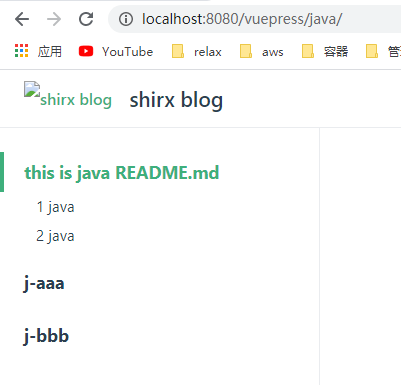 localhost:8080/vuepress/java/
应用 YouTube relax aws 容器 管
shirx blog shirx blog
this is java README.md
1 java
2 java
j-aaa
j-bbb